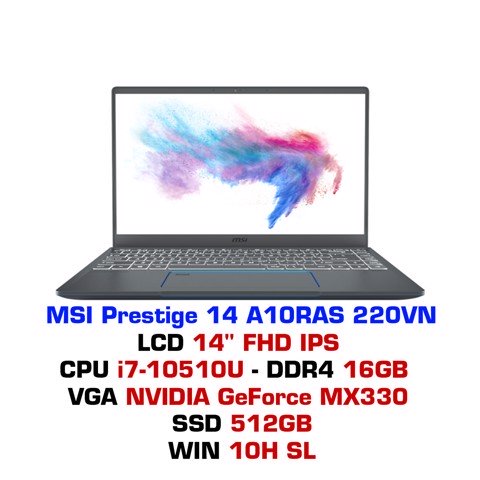 msi
MSI Prestige 14 A10RAS 220VN
LCD 14" FHD IPS
CPU i7-10510U - DDR4 16GB
VGA NVIDIA GeForce MX330
SSD 512GB
WIN 10H SL